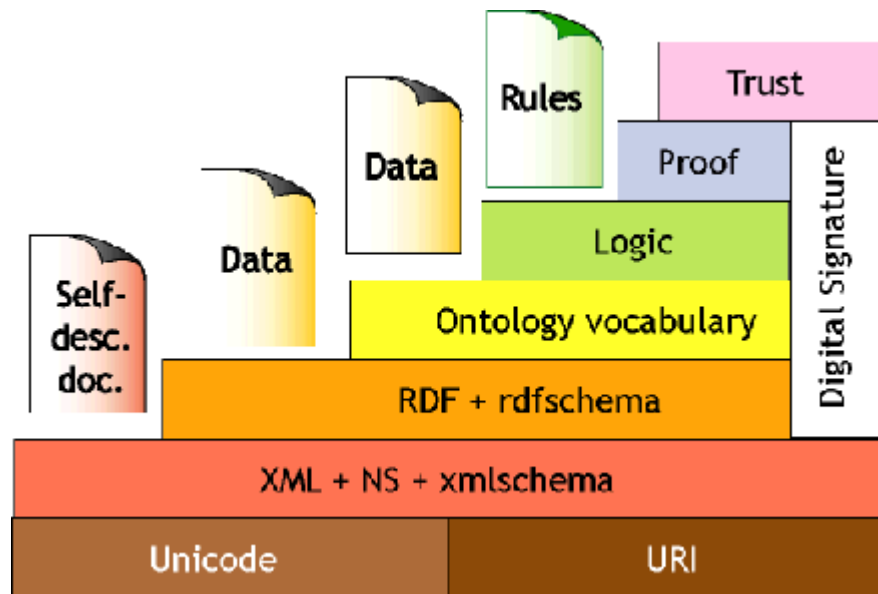 Rules
Trust
Data
Proof
Data
Logic
Self-
desc.
doc.
Ontology vocabulary
Digital Signature
RDF + rdfschema
XML + NS + xmlschema
Unicode
URI